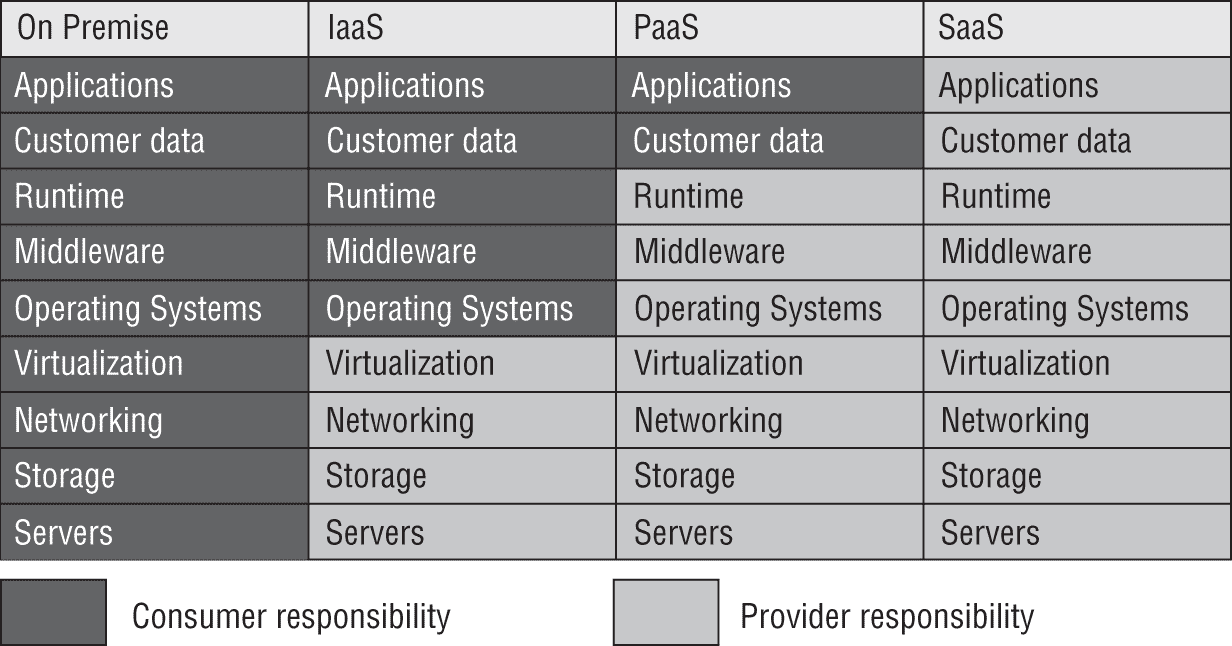 On Premise IaaS PaaS SaaS
Applications Applications Applications Applications
Customer data Customer data Customer data Customer data
Runtime Runtime Runtime Runtime
Middleware Middleware Middleware Middleware
Operating Systems Operating Systems Operating Systems Operating Systems
Virtualization Virtualization Virtualization Virtualization
Networking Networking Networking Networking
Storage Storage Storage Storage
Servers Servers Servers Servers
Consumer responsibility Provider responsibility